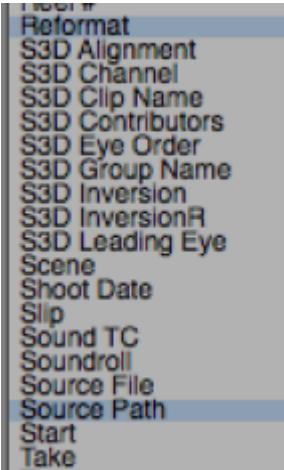 Reel #
Reformat
S3D Alignment
S3D Channel
S3D Clip Name
S3D Contributors
S3D Eye Order
S3D Group Name
S3D Inversion
S3D InversionR
S3D Leading Eye
Scene
Shoot Date
Slip
Sound TC
Soundroll
Source File
Source Path
Start
Take